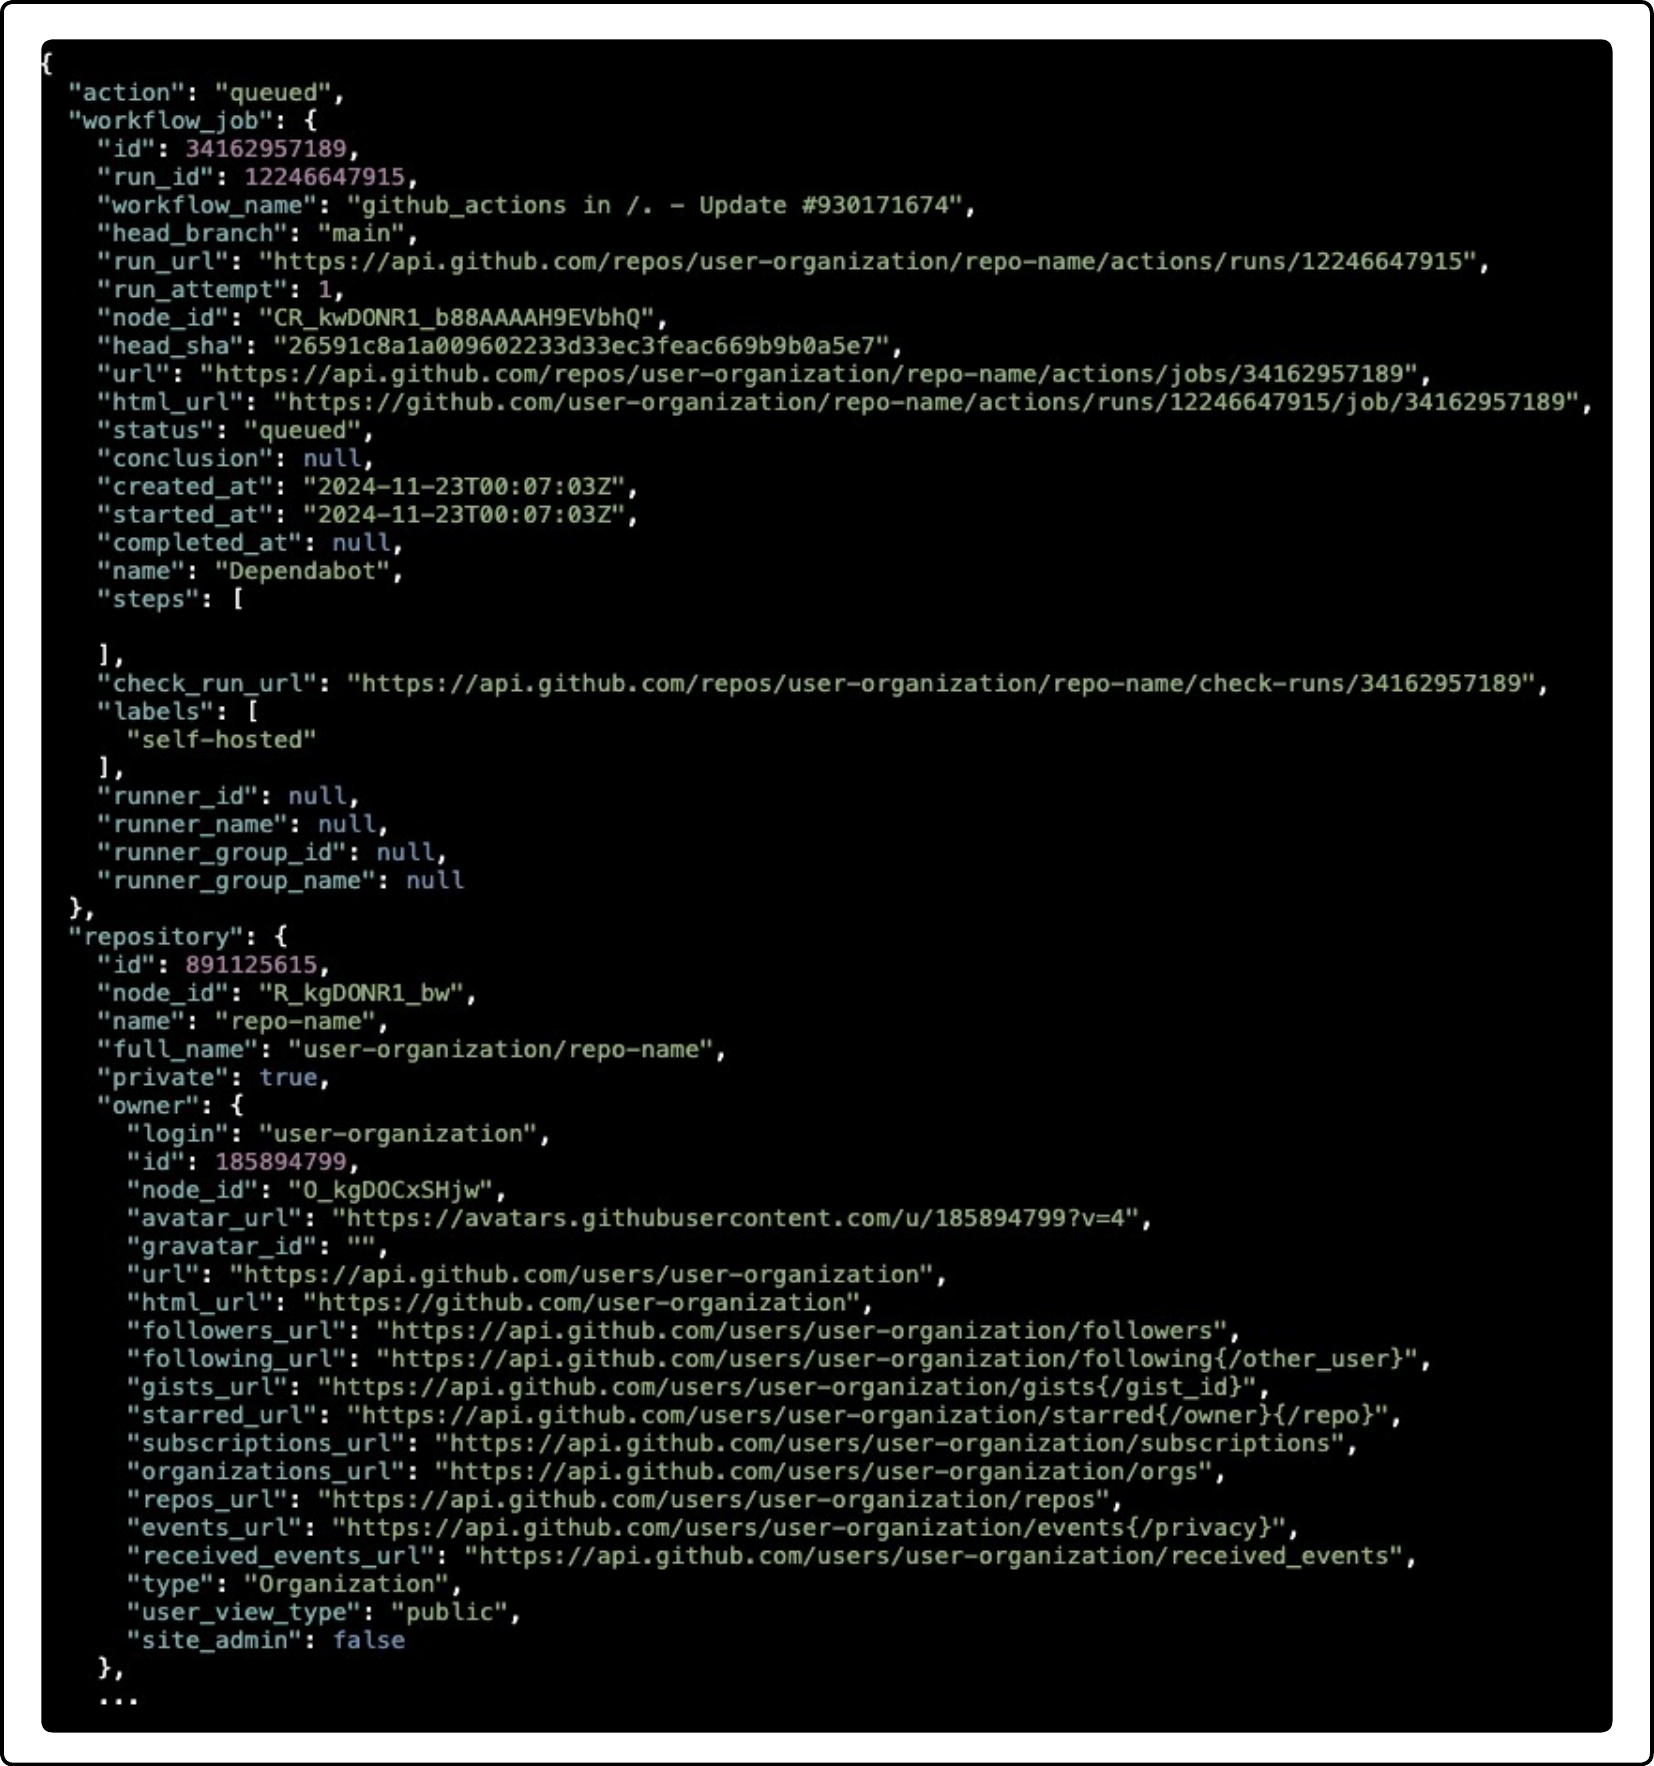 {
"action": "queued",
"workflow_job": {
"id": 34162957189,
"run_id": 12246647915,
"workflow_name": "github_actions in /. – Update #930171674",
"head_branch": "main",
"run_url": "https://api.github.com/repos/user-organization/repo-name/actions/runs/12246647915",
"run_attempt": 1,
"node_id": "CR_kwDONR1_b88AAAAH9EVbhQ",
"head_sha": "26591c8a1a009602233d33ec3feac669b9b0a5e7",
"url": "https://api.github.com/repos/user-organization/repo-name/actions/jobs/34162957189",
"html_url": "https://github.com/user-organization/repo-name/actions/runs/12246647915/job/34162957189",
"status": "queued",
"conclusion": null,
"created_at": "2024-11-23T00:07:03Z",
"started_at": "2024-11-23T00:07:03Z",
"completed_at": null,
"name": "Dependabot",
"steps": [
],
"check_run_url": "https://api.github.com/repos/user-organization/repo-name/check-runs/34162957189",
"labels": [
"self-hosted"
],
"runner_id": null,
"runner_name": null,
"runner_group_id": null,
"runner_group_name": null
},
"repository": {
"id": 891125615,
"node_id": "R_kgDONR1_bw",
"name": "repo-name",
"full_name": "user-organization/repo-name",
"private": true,
"owner": {
"login": "user-organization",
"id": 185894799,
"node_id": "O_kgDOCxSHjw",
"avatar_url": "https://avatars.githubusercontent.com/u/185894799?v=4",
"gravatar_id": "",
"url": "https://api.github.com/users/user-organization",
"html_url": "https://github.com/user-organization",
"followers_url": "https://api.github.com/users/user-organization/followers",
"following_url": "https://api.github.com/users/user-organization/following{/other_user}",
"gists_url": "https://api.github.com/users/user-organization/gists{/gist_id}",
"starred_url": "https://api.github.com/users/user-organization/starred{/owner}{/repo}",
"subscriptions_url": "https://api.github.com/users/user-organization/subscriptions",
"organizations_url": "https://api.github.com/users/user-organization/orgs",
"repos_url": "https://api.github.com/users/user-organization/repos",
"events_url": "https://api.github.com/users/user-organization/events{/privacy}",
"received_events_url": "https://api.github.com/users/user-organization/received_events",
"type": "Organization",
"user_view_type": "public",
"site_admin": false
},
...